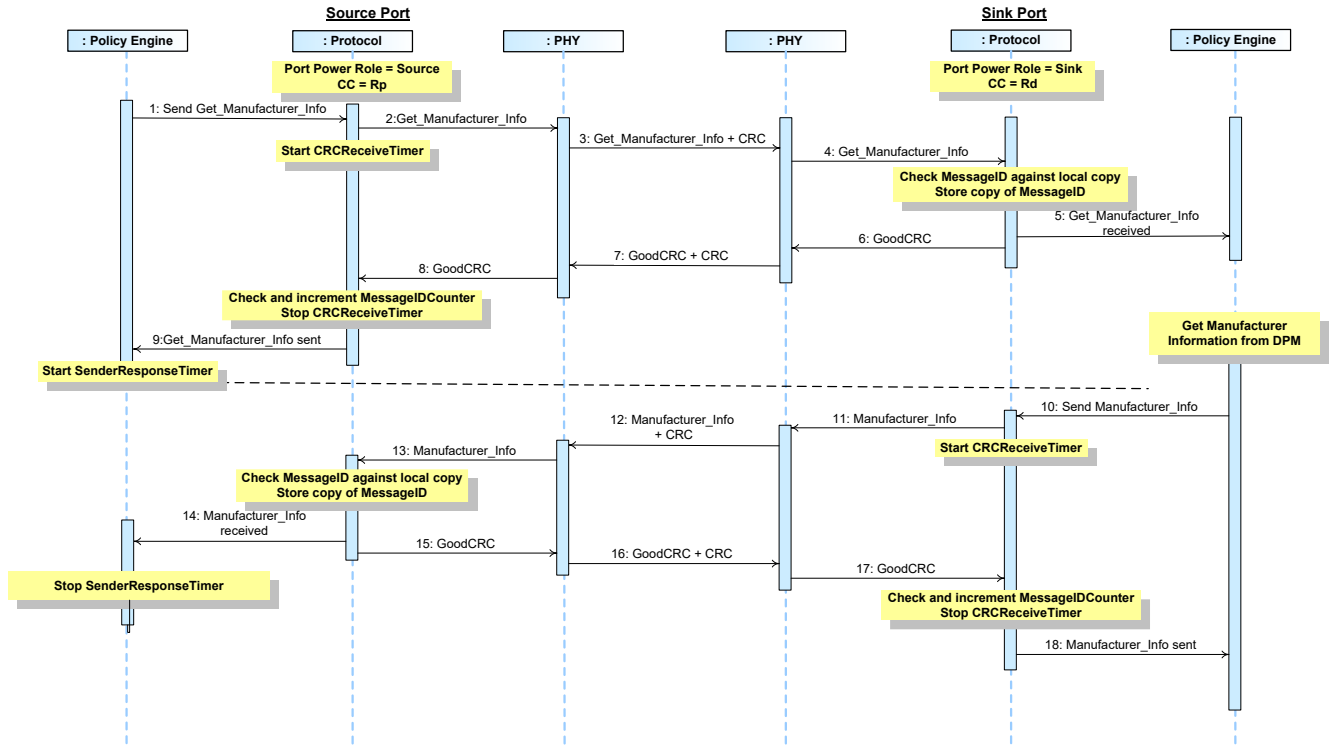 Source Port
Sink Port
: Policy Engine
: Protocol
: PHY
: PHY
: Protocol
: Policy Engine
Port Power Role = Source
CC = Rp
Port Power Role = Sink
CC = Rd
1: Send Get_Manufacturer_Info
2:Get_Manufacturer_Info
Start CRCReceiveTimer
3: Get_Manufacturer_Info + CRC
4: Get_Manufacturer_Info
Check MessageID against local copy
Store copy of MessageID
5: Get_Manufacturer_Info
received
6: GoodCRC
7: GoodCRC + CRC
8: GoodCRC
Check and increment MessageIDCounter
Stop CRCReceiveTimer
9:Get_Manufacturer_Info sent
Start SenderResponseTimer
Get Manufacturer
Information from DPM
10: Send Manufacturer_Info
11: Manufacturer_Info
Start CRCReceiveTimer
12: Manufacturer_Info
+ CRC
13: Manufacturer_Info
Check MessageID against local copy
Store copy of MessageID
14: Manufacturer_Info
received
15: GoodCRC
16: GoodCRC + CRC
17: GoodCRC
Stop SenderResponseTimer
Check and increment MessageIDCounter
Stop CRCReceiveTimer
18: Manufacturer_Info sent